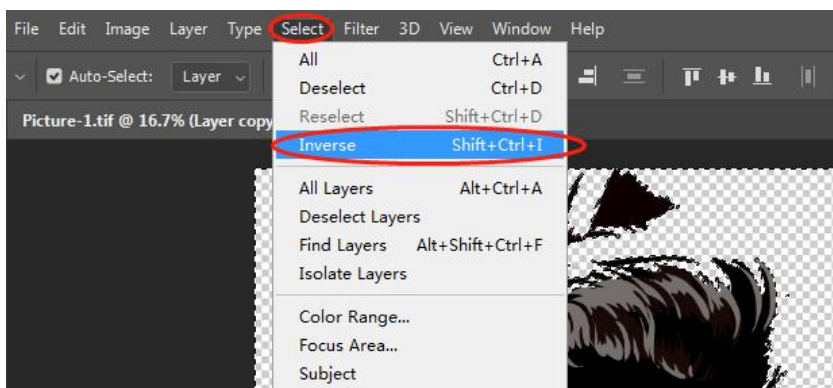 File Edit Image Layer Type Select Filter 3D View Window Help
Auto-Select: Layer
Picture-1.tif @ 16.7% (Layer copy
All Ctrl+A
Deselect Ctrl+D
Reselect Shift+Ctrl+D
Inverse Shift+Ctrl+I
All Layers Alt+Ctrl+A
Deselect Layers
Find Layers Alt+Shift+Ctrl+F
Isolate Layers
Color Range...
Focus Area...
Subject